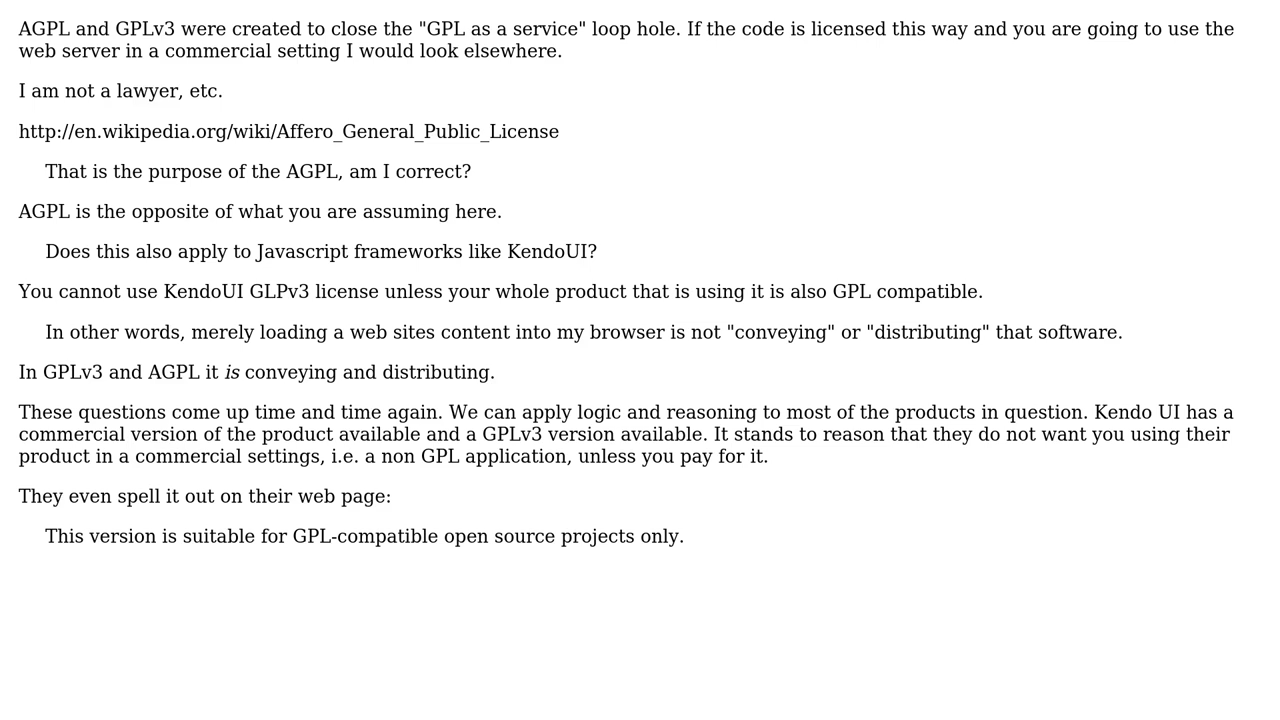 AGPL and GPLv3 were created to close the "GPL as a service" loop hole. If the code is licensed this way and you are going to use the
web server in a commercial setting I would look elsewhere.
I am not a lawyer, etc.
http://en.wikipedia.org/wiki/Affero_General_Public_License
That is the purpose of the AGPL, am I correct?
AGPL is the opposite of what you are assuming here.
Does this also apply to Javascript frameworks like KendoUI?
You cannot use KendoUI GLPv3 license unless your whole product that is using it is also GPL compatible.
In other words, merely loading a web sites content into my browser is not "conveying" or "distributing" that software.
In GPLv3 and AGPL it is conveying and distributing.
These questions come up time and time again. We can apply logic and reasoning to most of the products in question. Kendo UI has a
commercial version of the product available and a GPLv3 version available. It stands to reason that they do not want you using their
product in a commercial settings, i.e. a non GPL application, unless you pay for it.
They even spell it out on their web page:
This version is suitable for GPL-compatible open source projects only.